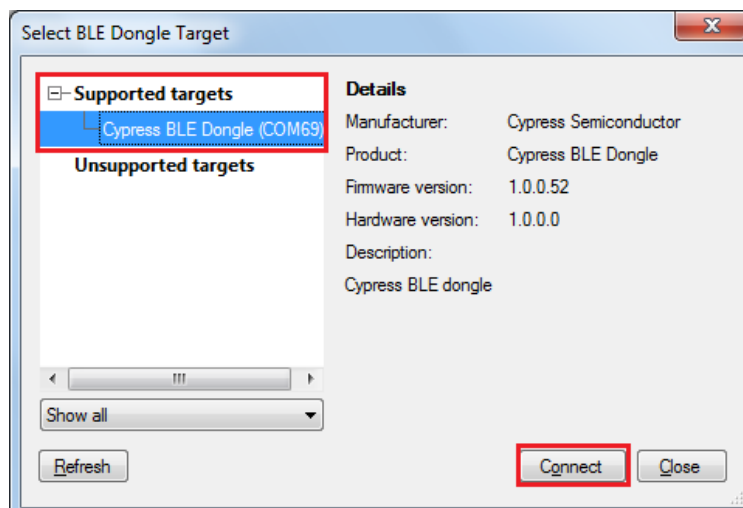 Select BLE Dongle Target
Supported targets
Cypress BLE Dongle (COM69)
Unsupported targets
Show all
Refresh
Details
Manufacturer: Cypress Semiconductor
Product: Cypress BLE Dongle
Firmware version: 1.0.0.52
Hardware version: 1.0.0.0
Description:
Cypress BLE dongle
Connect
Close